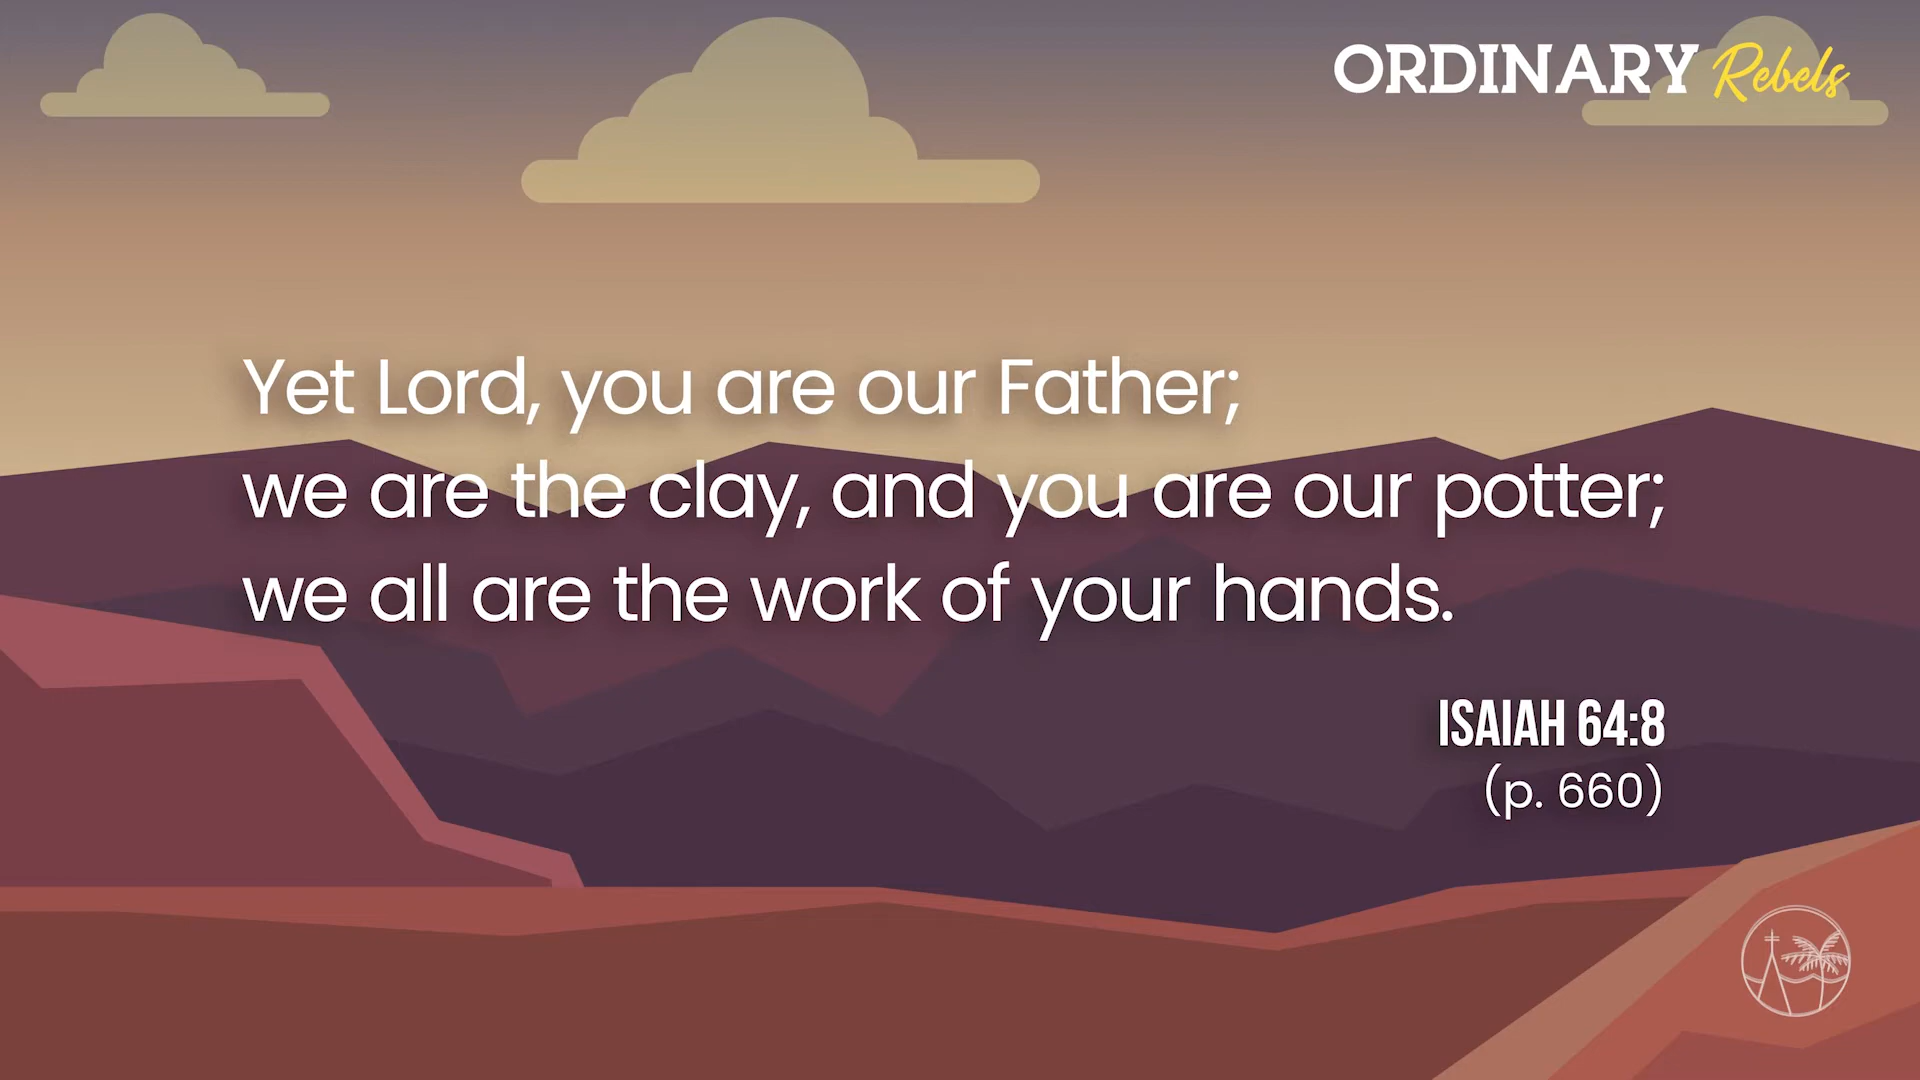 ORDINARY Rebels
Yet Lord, you are our Father;
we are the clay, and you are our potter;
we all are the work of your hands.
ISAIAH 64:8
(p. 660)